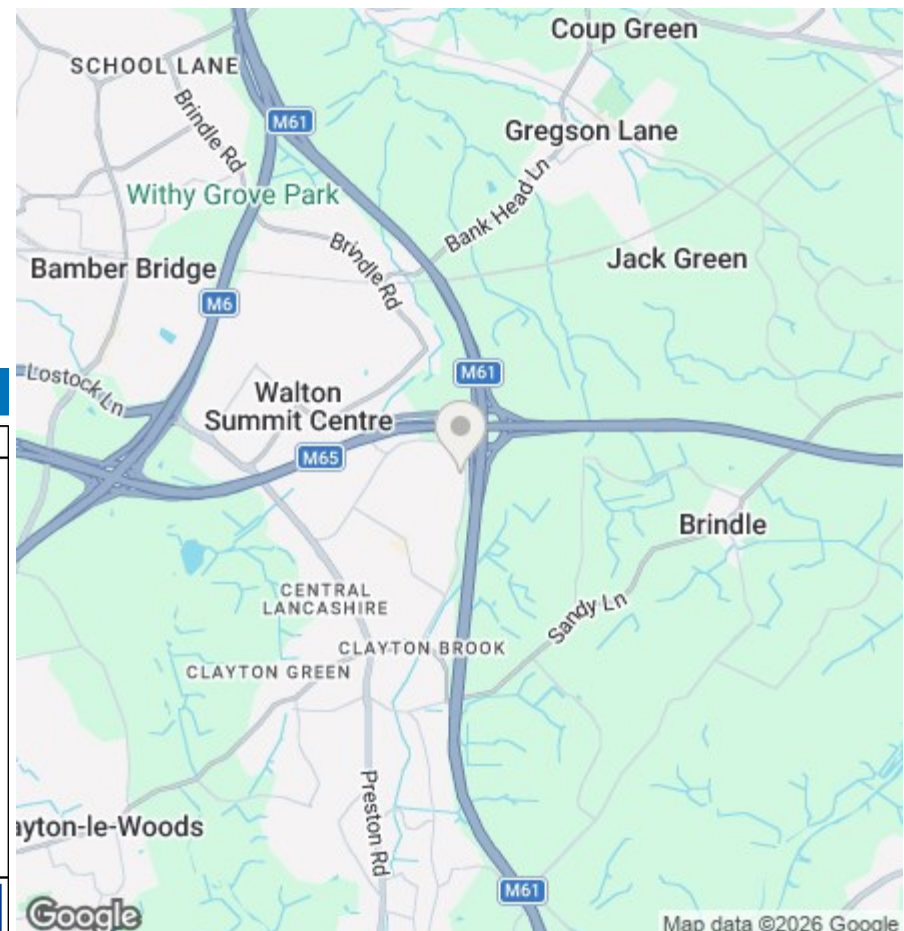 Coup Green
SCHOOL LANE
M61
Brindle Rd
Gregson Lane
Withy Grove Park
Bank Head Ln
Brindle Rd
Bamber Bridge
Jack Green
M6
M61
Lostock Ln
Walton
Summit Centre
M65
Brindle
CENTRAL
LANCASHIRE
Sandy Ln
CLAYTON BROOK
CLAYTON GREEN
Preston Rd
ayton-le-Woods
M61
Google
Map data ©2026 Google